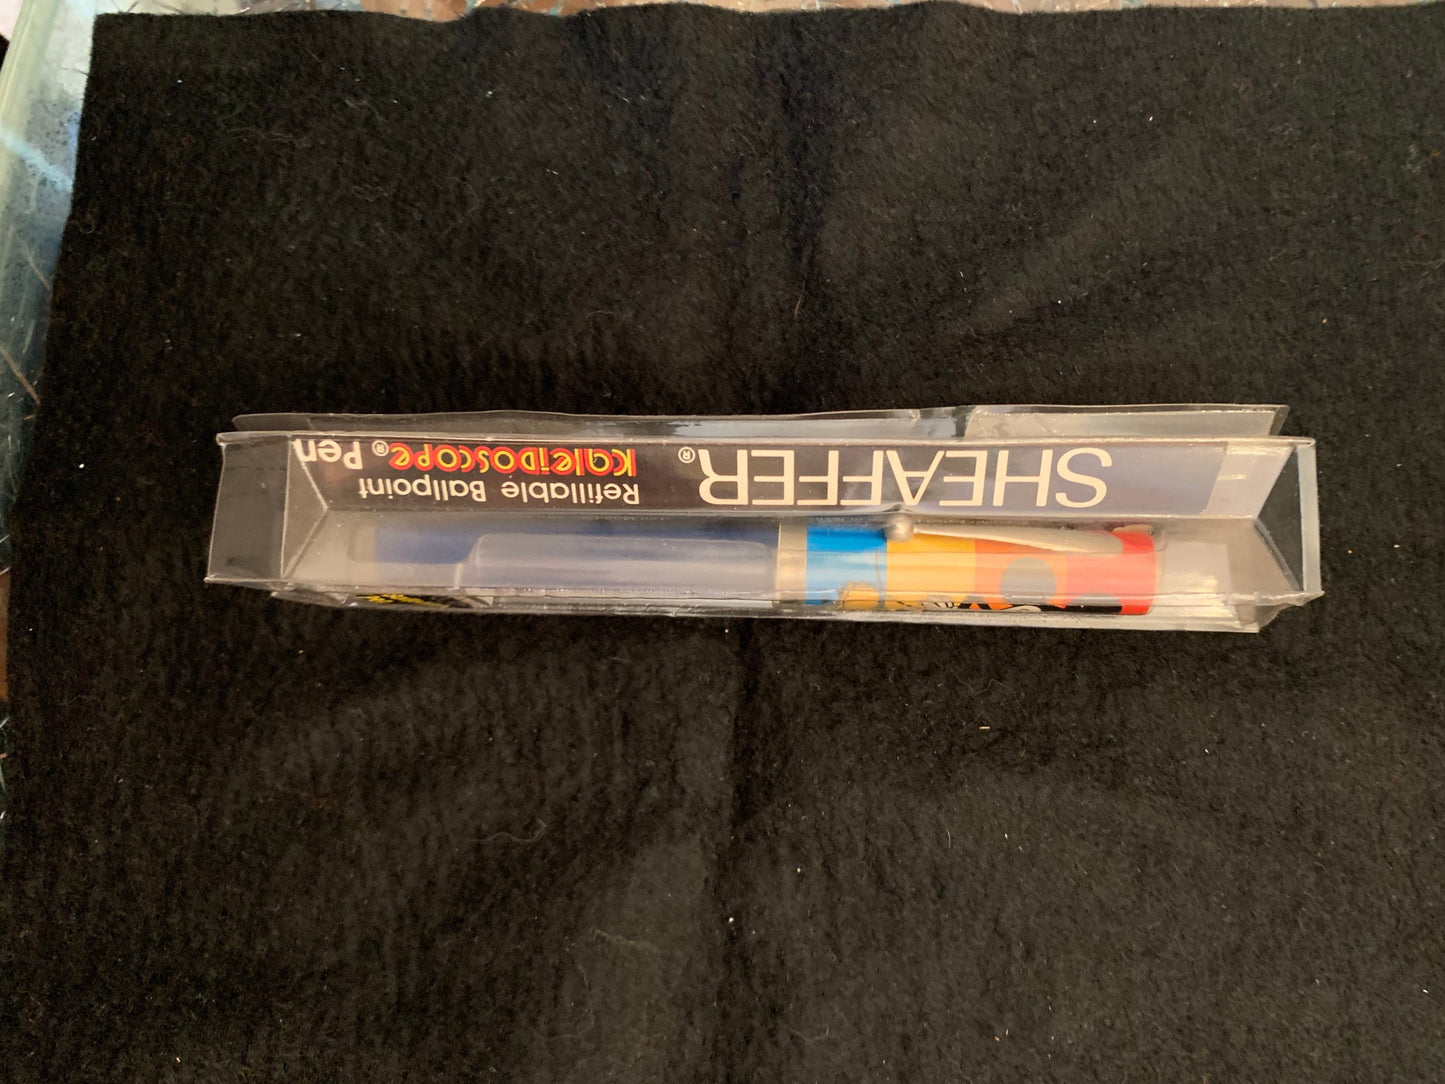 SHEAFFER®
Refillable Ballpoint
Kaleidoscope® Pen